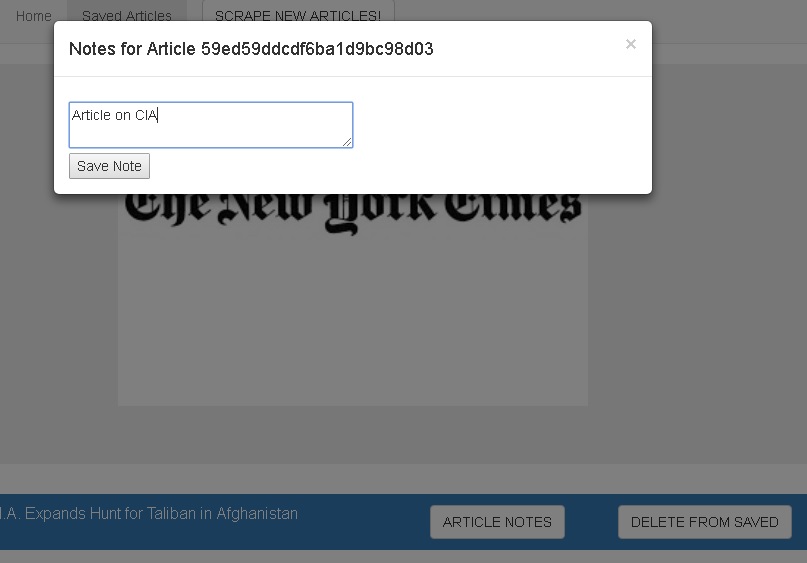 Home Saved Articles SCRAPE NEW ARTICLES!
Notes for Article 59ed59ddcdf6ba1d9bc98d03
×
Article on CIA
Save Note
The New York Times
I.A. Expands Hunt for Taliban in Afghanistan
ARTICLE NOTES
DELETE FROM SAVED